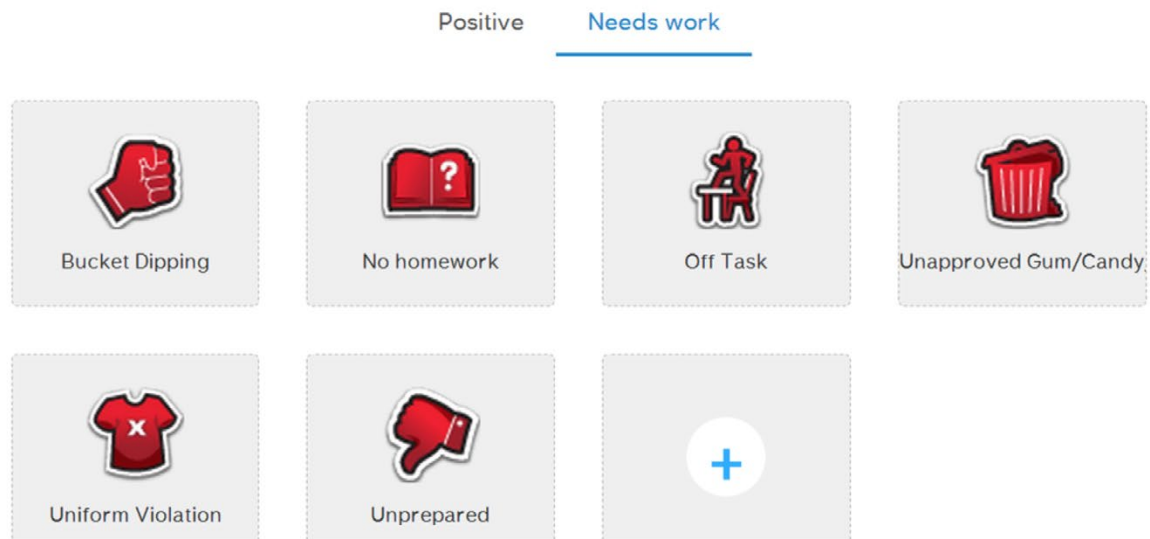 Positive
Needs work
Bucket Dipping
No homework
?
Off Task
Unapproved Gum/Candy
X
Uniform Violation
Unprepared
+